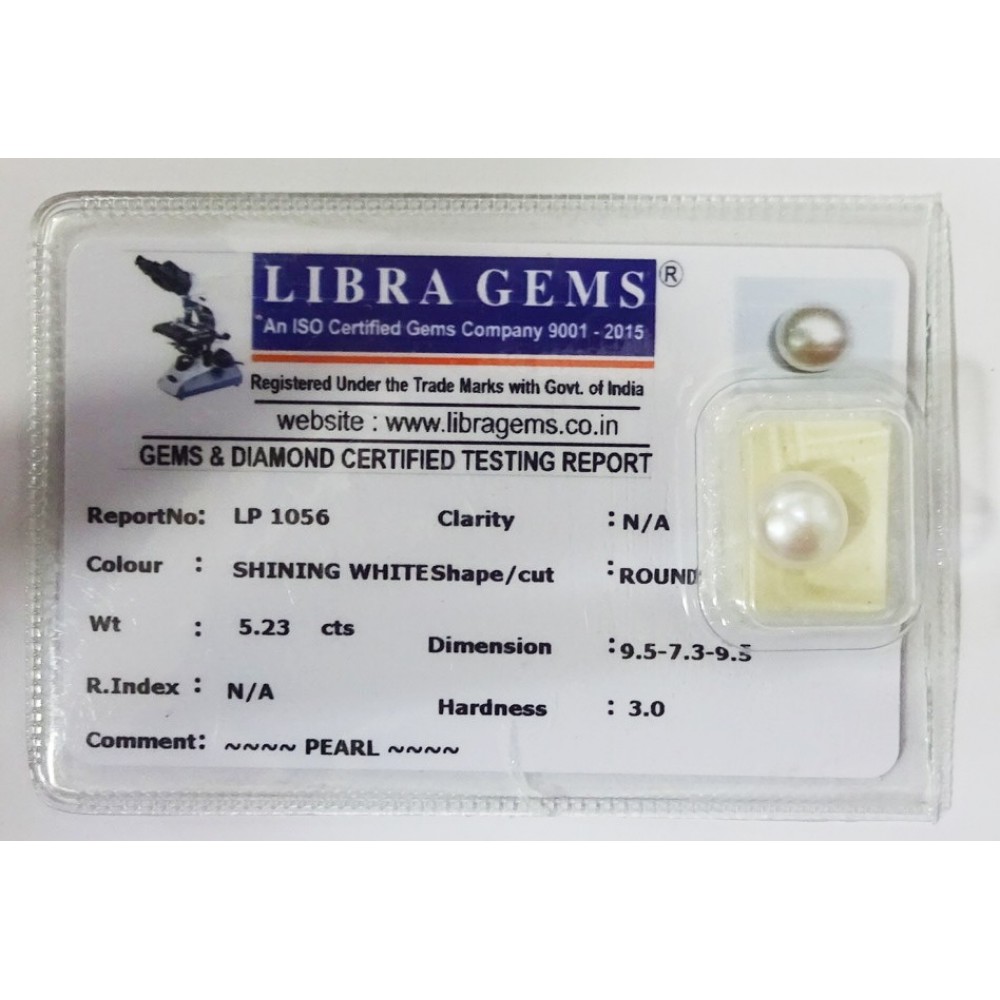 LIBRA GEMS ®
"An ISO Certified Gems Company 9001 - 2015
Registered Under the Trade Marks with Govt. of India
website : www.libragems.co.in
GEMS & DIAMOND CERTIFIED TESTING REPORT
ReportNo: LP 1056 Clarity : N/A
Colour : SHINING WHITE Shape/cut : ROUND
Wt : 5.23 cts Dimension : 9.5-7.3-9.5
R.Index : N/A Hardness : 3.0
Comment: ~~~~ PEARL ~~~~